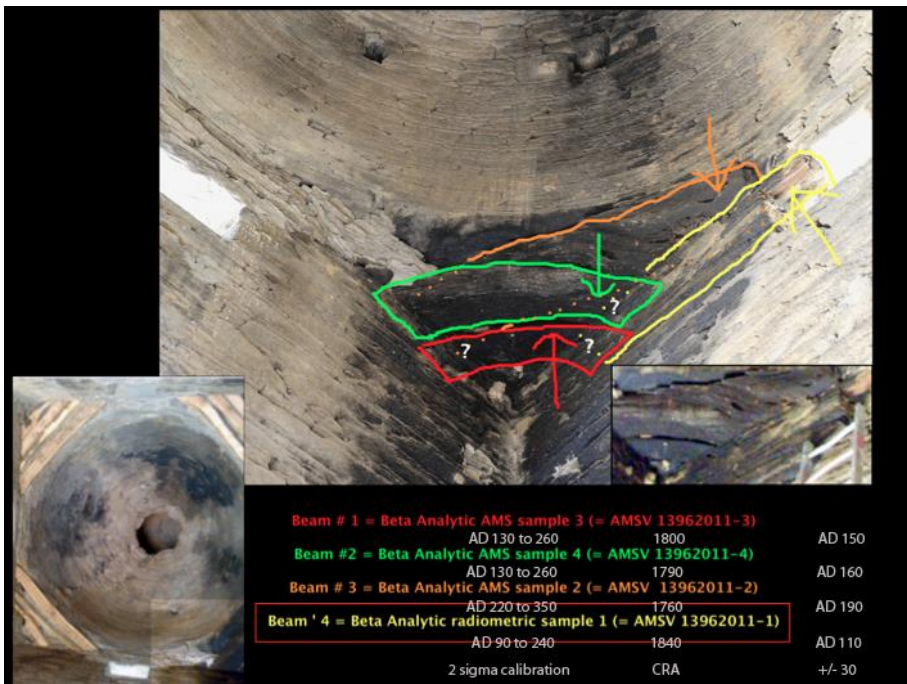 ?
?
?
Beam # 1 = Beta Analytic AMS sample 3 (= AMSV 13962011-3)
AD 130 to 260 1800 AD 150
Beam #2 = Beta Analytic AMS sample 4 (= AMSV 13962011-4)
AD 130 to 260 1790 AD 160
Beam # 3 = Beta Analytic AMS sample 2 (= AMSV 13962011-2)
AD 220 to 350 1760 AD 190
Beam ' 4 = Beta Analytic radiometric sample 1 (= AMSV 13962011-1)
AD 90 to 240 1840 AD 110
2 sigma calibration CRA +/- 30